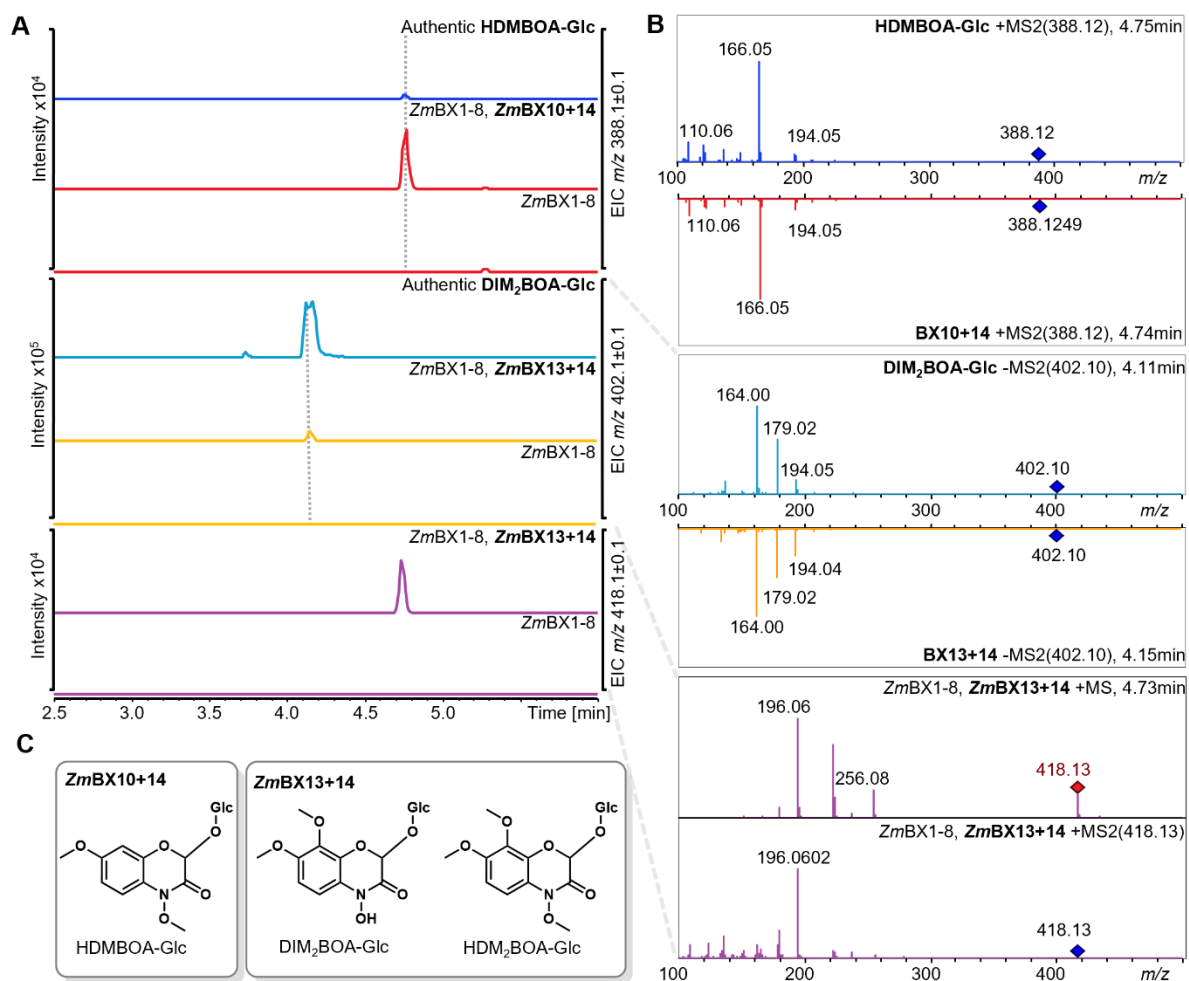 A
Authentic HDMBOA-Glc
ZmBX1-8, ZmBX10+14
ZmBX1-8
Intensity x10⁴
EIC m/z 388.1±0.1
Authentic DIM₂BOA-Glc
ZmBX1-8, ZmBX13+14
ZmBX1-8
Intensity x10⁵
EIC m/z 402.1±0.1
ZmBX1-8, ZmBX13+14
ZmBX1-8
Intensity x10⁴
EIC m/z 418.1±0.1
2.5 3.0 3.5 4.0 4.5 5.0 Time [min]
B
HDMBOA-Glc +MS2(388.12), 4.75min
166.05
110.06
194.05
388.12
100 200 300 400 m/z
110.06
194.05
388.1249
166.05
BX10+14 +MS2(388.12), 4.74min
DIM₂BOA-Glc -MS2(402.10), 4.11min
164.00
179.02
194.05
402.10
100 200 300 400 m/z
194.04
402.10
179.02
164.00
BX13+14 -MS2(402.10), 4.15min
ZmBX1-8, ZmBX13+14 +MS, 4.73min
196.06
256.08
418.13
ZmBX1-8, ZmBX13+14 +MS2(418.13)
196.0602
418.13
100 200 300 400 m/z
C
ZmBX10+14
Glc
O
O
O
O
N
O
HDMBOA-Glc
ZmBX13+14
Glc
O
O
O
O
O
N
OH
DIM₂BOA-Glc
Glc
O
O
O
O
O
N
O
HDM₂BOA-Glc